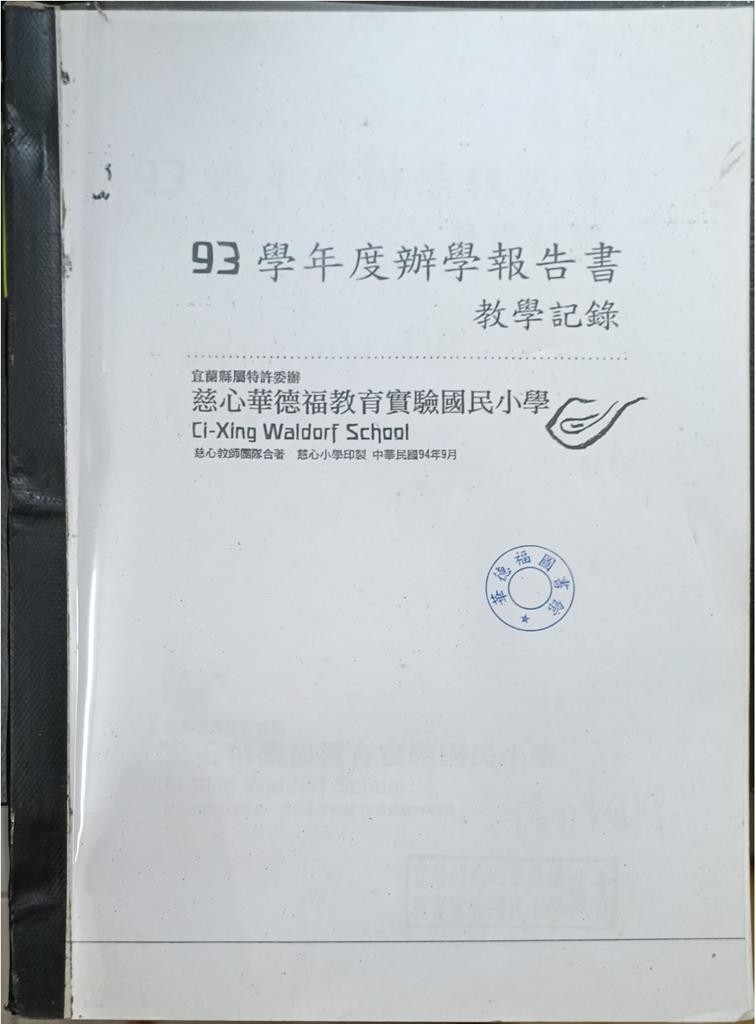 93 學年度辦學報告書
教學記錄
宜蘭縣屬特許委辦
慈心華德福教育實驗國民小學
Ci-Xing Waldorf School
慈心教師團隊合著 慈心小學印製 中華民國94年9月
華德福圖書館